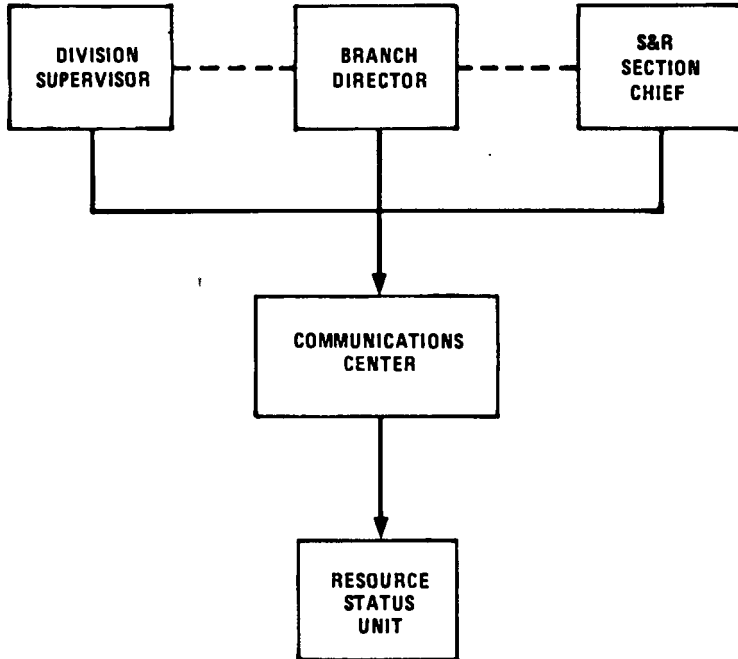 DIVISION
SUPERVISOR
BRANCH
DIRECTOR
S&R
SECTION
CHIEF
COMMUNICATIONS
CENTER
RESOURCE
STATUS
UNIT